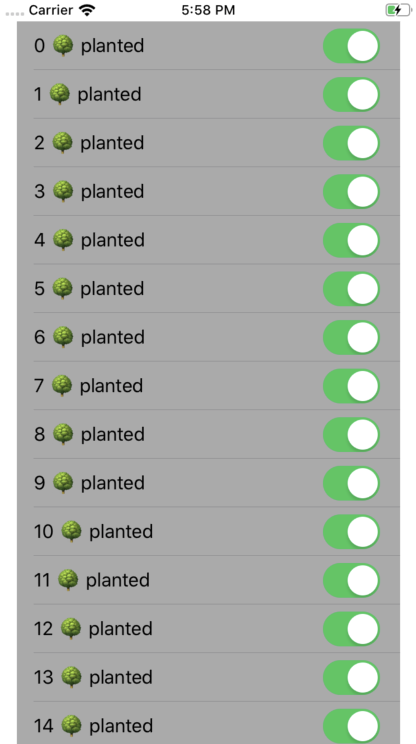 Carrier 5:58 PM
0 🌳 planted
1 🌳 planted
2 🌳 planted
3 🌳 planted
4 🌳 planted
5 🌳 planted
6 🌳 planted
7 🌳 planted
8 🌳 planted
9 🌳 planted
10 🌳 planted
11 🌳 planted
12 🌳 planted
13 🌳 planted
14 🌳 planted